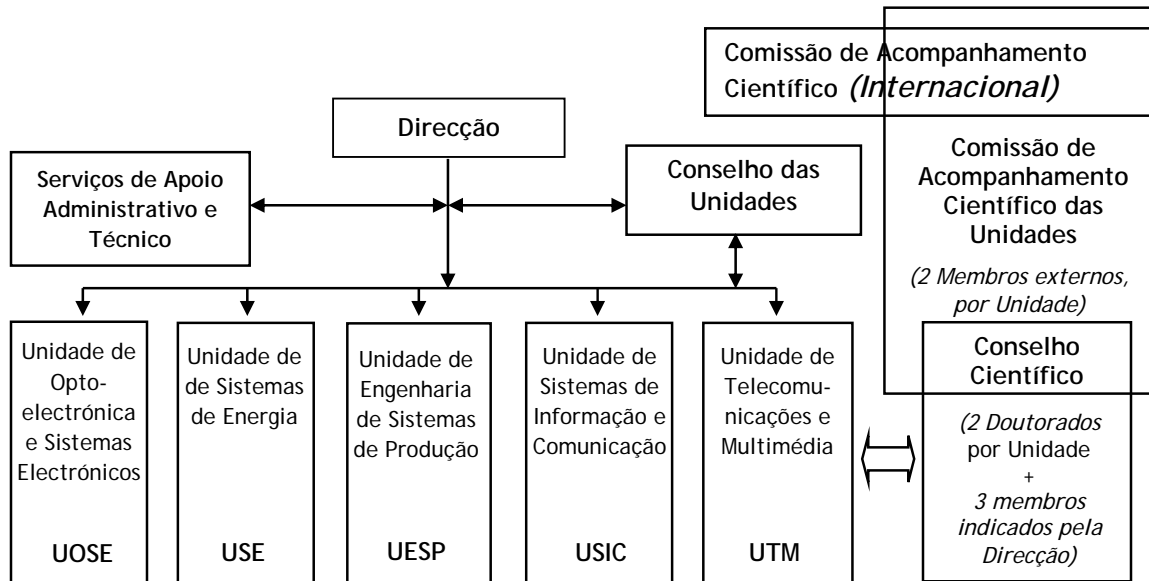 Comissão de Acompanhamento
Científico (Internacional)
Direcção
Serviços de Apoio
Administrativo e
Técnico
Conselho das
Unidades
Comissão de
Acompanhamento
Científico das
Unidades
(2 Membros externos,
por Unidade)
Unidade de
Opto-
electrónica
e Sistemas
Electrónicos
UOSE
Unidade de
de Sistemas
de Energia
USE
Unidade de
Engenharia
de Sistemas
de Produção
UESP
Unidade de
Sistemas de
Informação e
Comunicação
USIC
Unidade de
Telecomu-
nicações e
Multimédia
UTM
Conselho
Científico
(2 Doutorados
por Unidade
+
3 membros
indicados pela
Direcção)